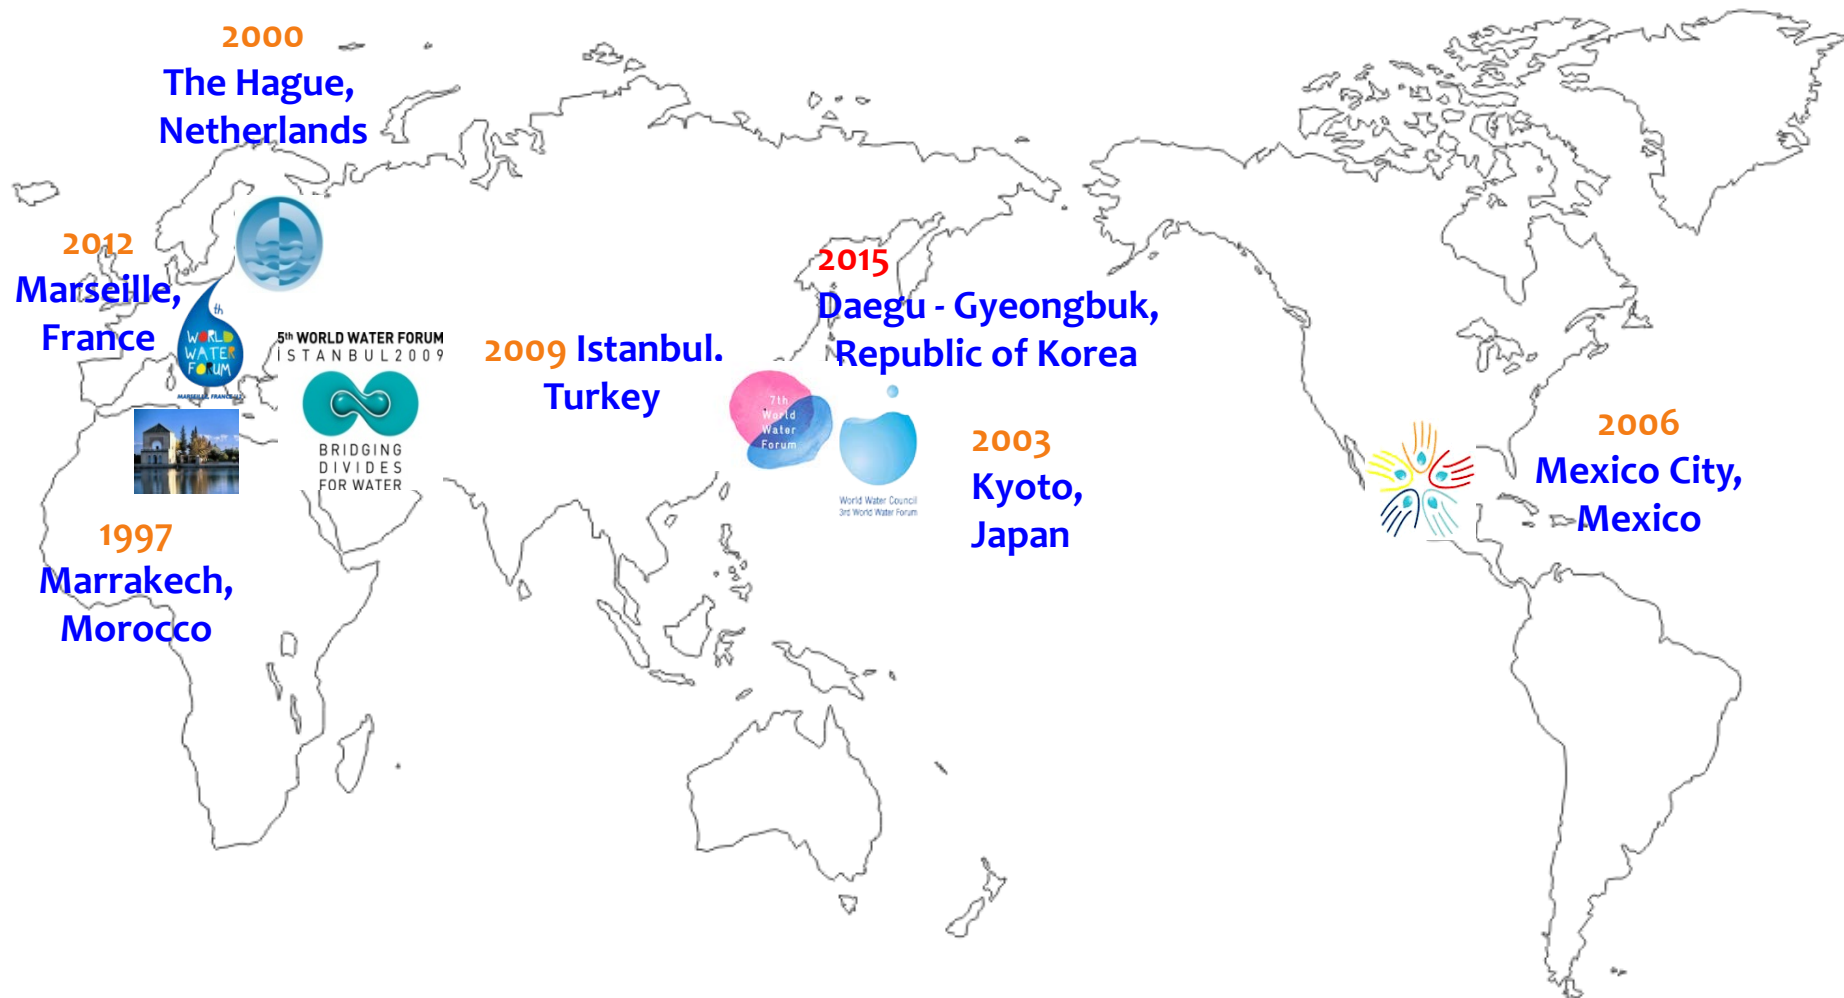 2000
The Hague,
Netherlands
2012
Marseille,
France
th
WORLD
WATER
FORUM
5th WORLD WATER FORUM
ISTANBUL2009
BRIDGING
DIVIDES
FOR WATER
2009 Istanbul.
Turkey
2015
Daegu - Gyeongbuk,
Republic of Korea
7th
World
Water
Forum
World Water Council
3rd World Water Forum
2003
Kyoto,
Japan
2006
Mexico City,
Mexico
1997
Marrakech,
Morocco